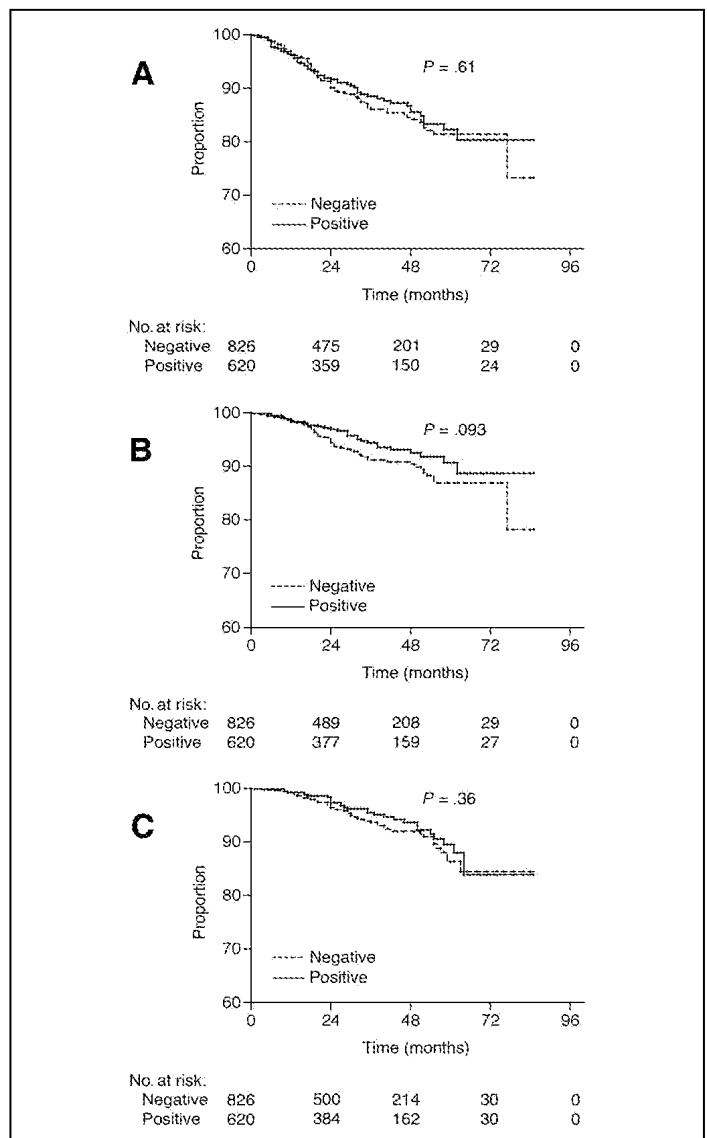 A
100
90
80
70
60
Proportion
P = .61
Negative
Positive
0 24 48 72 96
Time (months)
No. at risk:
Negative 826 475 201 29 0
Positive 620 359 150 24 0
B
100
90
80
70
60
Proportion
P = .093
Negative
Positive
0 24 48 72 96
Time (months)
No. at risk:
Negative 826 489 208 29 0
Positive 620 377 159 27 0
C
100
90
80
70
60
Proportion
P = .36
Negative
Positive
0 24 48 72 96
Time (months)
No. at risk:
Negative 826 500 214 30 0
Positive 620 384 162 30 0